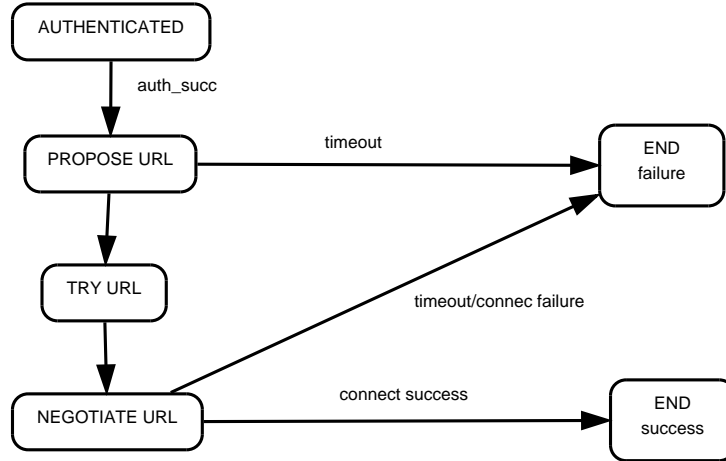 AUTHENTICATED
auth_succ
PROPOSE URL
timeout
END
failure
TRY URL
timeout/connec failure
NEGOTIATE URL
connect success
END
success